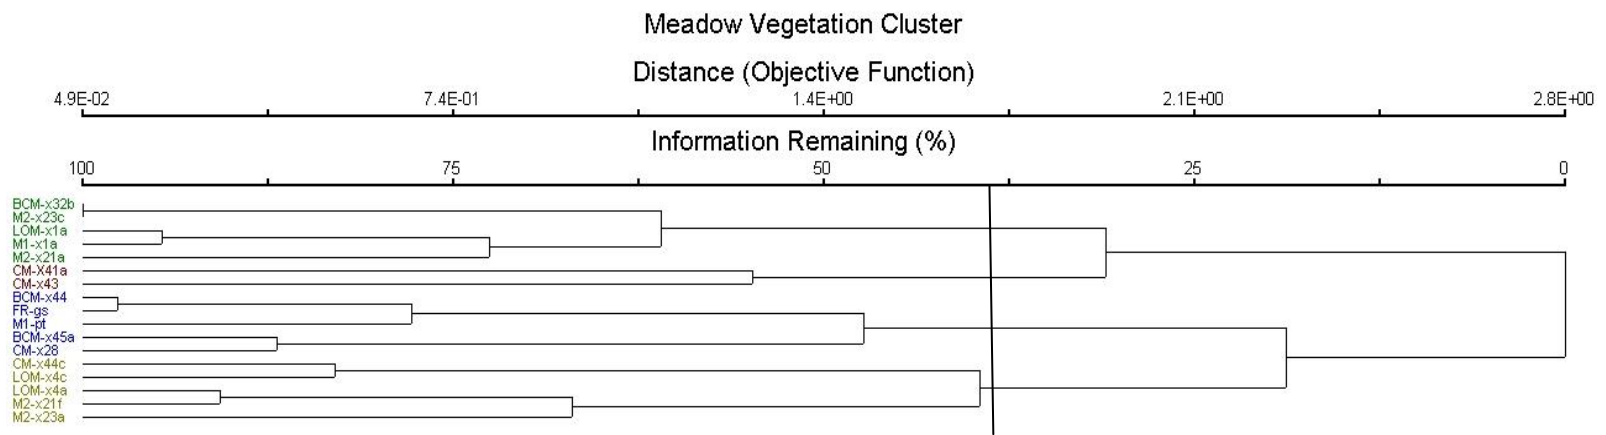 Meadow Vegetation Cluster
Distance (Objective Function)
4.9E-02 7.4E-01 1.4E+00 2.1E+00 2.8E+00
Information Remaining (%)
100 75 50 25 0
BCM-x32b
M2-x23c
LOM-x1a
M1-x1a
M2-x21a
CM-X41a
CM-x43
BCM-x44
FR-gs
M1-pt
BCM-x45a
CM-x28
CM-x44c
LOM-x4c
LOM-x4a
M2-x21f
M2-x23a